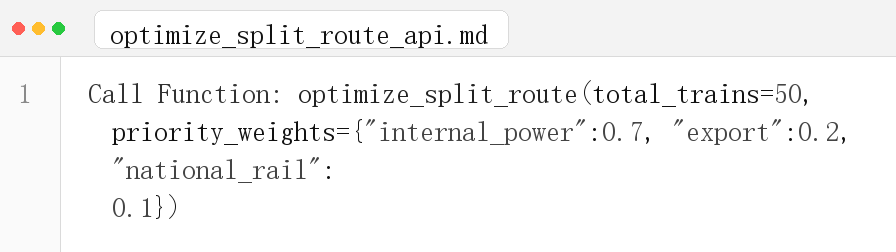 optimize_split_route_api.md
1 Call Function: optimize_split_route(total_trains=50,
priority_weights={"internal_power":0.7, "export":0.2,
"national_rail":
0.1})